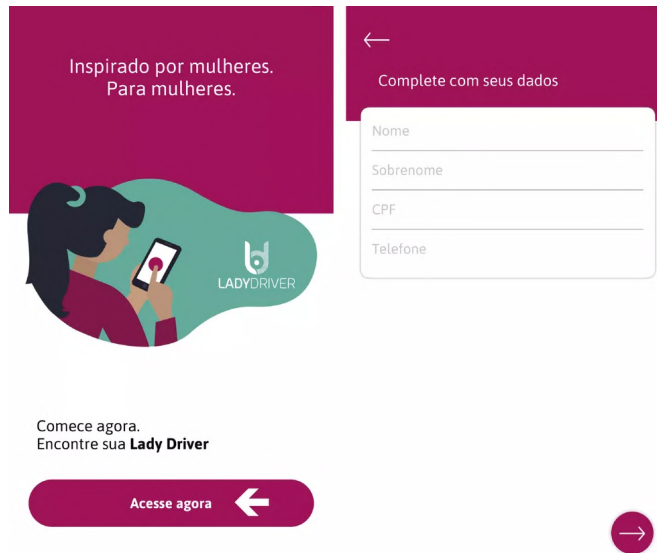 Inspirado por mulheres.
Para mulheres.
LADYDRIVER
Comece agora.
Encontre sua Lady Driver
Acesse agora
Complete com seus dados
Nome
Sobrenome
CPF
Telefone